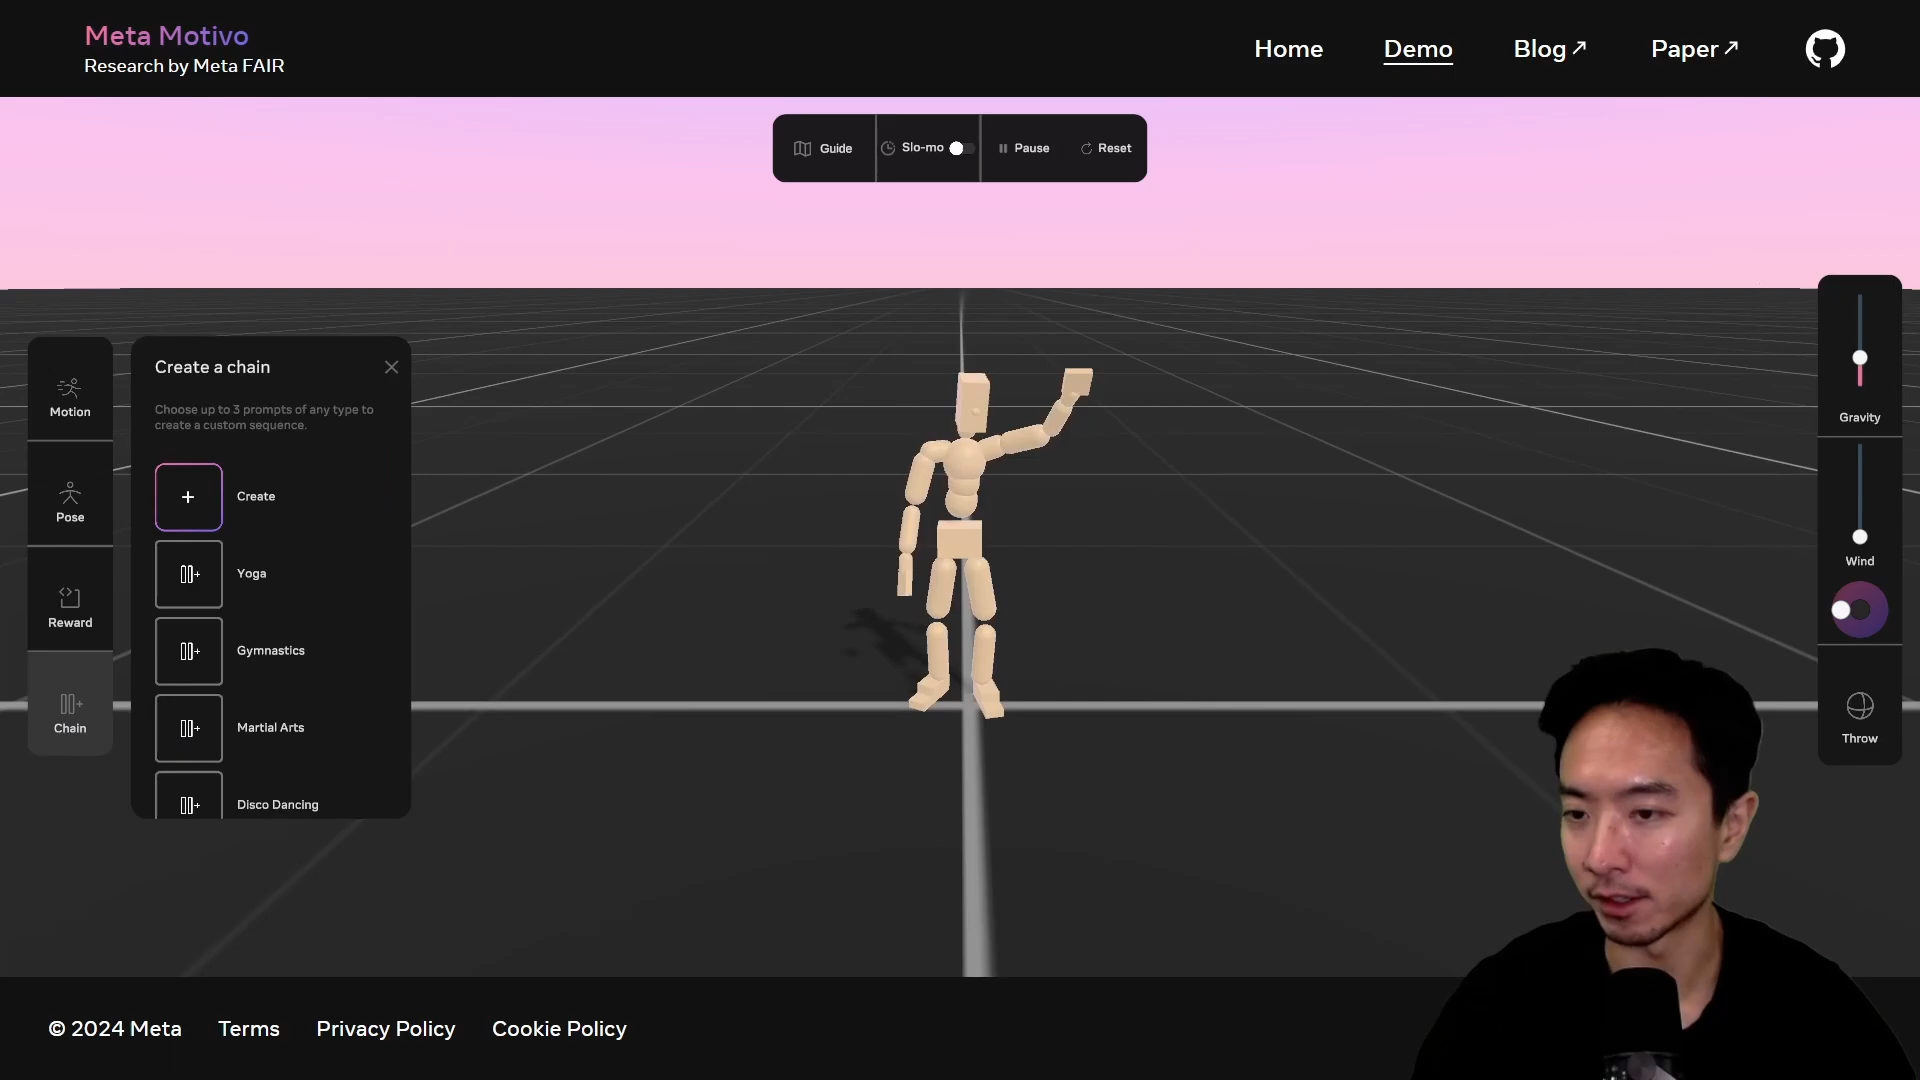 Meta Motivo
Research by Meta FAIR
Home
Demo
Blog
Paper
Guide
Slo-mo
Pause
Reset
Motion
Pose
Reward
Chain
Create a chain
Choose up to 3 prompts of any type to
create a custom sequence.
Create
Yoga
Gymnastics
Martial Arts
Disco Dancing
Gravity
Wind
Throw
© 2024 Meta
Terms
Privacy Policy
Cookie Policy